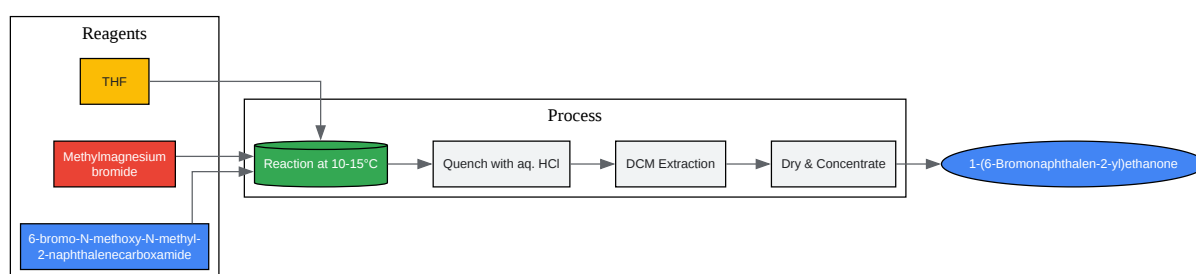 Reagents
THF
Methylmagnesium
bromide
6-bromo-N-methoxy-N-methyl-
2-naphthalenecarboxamide
Process
Reaction at 10-15°C
Quench with aq. HCl
DCM Extraction
Dry & Concentrate
1-(6-Bromonaphthalen-2-yl)ethanone